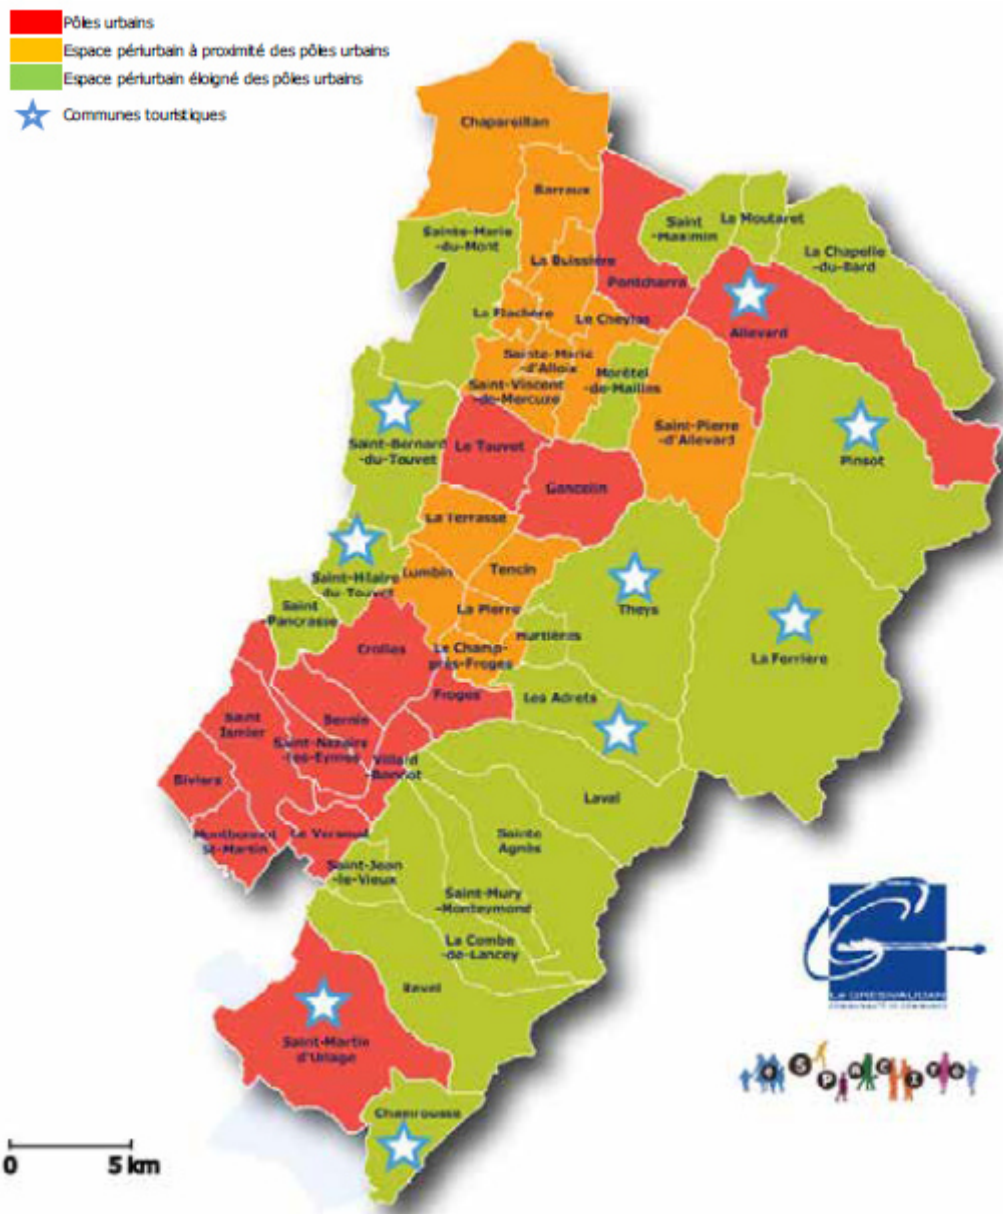 Pôles urbains
Espace périurbain à proximité des pôles urbains
Espace périurbain éloigné des pôles urbains
Communes touristiques
Chapareillan
Barraux
Saint
-Maximin
La Moutaret
Sainte-Marie
-du-Mont
La Chapelle
-du-Bard
La Buissière
Pontcharra
La Flachère
Le Cheylas
Allevard
Sainte-Marie
-d'Alloix
Morêtel
-de-Mailles
Saint-Vincent
-de-Mercuze
Saint-Pierre
-d'Allevard
Saint-Bernard
-du-Touvet
Le Touvet
Pinsot
Goncelin
La Terrasse
Saint-Hilaire
du-Touvet
Lumbin
Tencin
Saint
-Pancrasse
La Pierre
Theys
Hurtières
Crolles
Le Champ-
près-Froges
La Ferrière
Froges
Les Adrets
Saint
Ismier
Bernin
Saint-Nazaire
-les-Eymes
Villard
-Bonnot
Biviers
Laval
Montbonnot
St-Martin
Le Versoud
Sainte
Agnès
Saint-Jean
-le-Vieux
Saint-Mury
-Monteymond
La Combe
-de-Lancey
Revel
LE GRÉSIVAUDAN
COMMUNAUTÉ DE COMMUNES
Saint-Martin
d'Uriage
Chamrousse
0 5 km